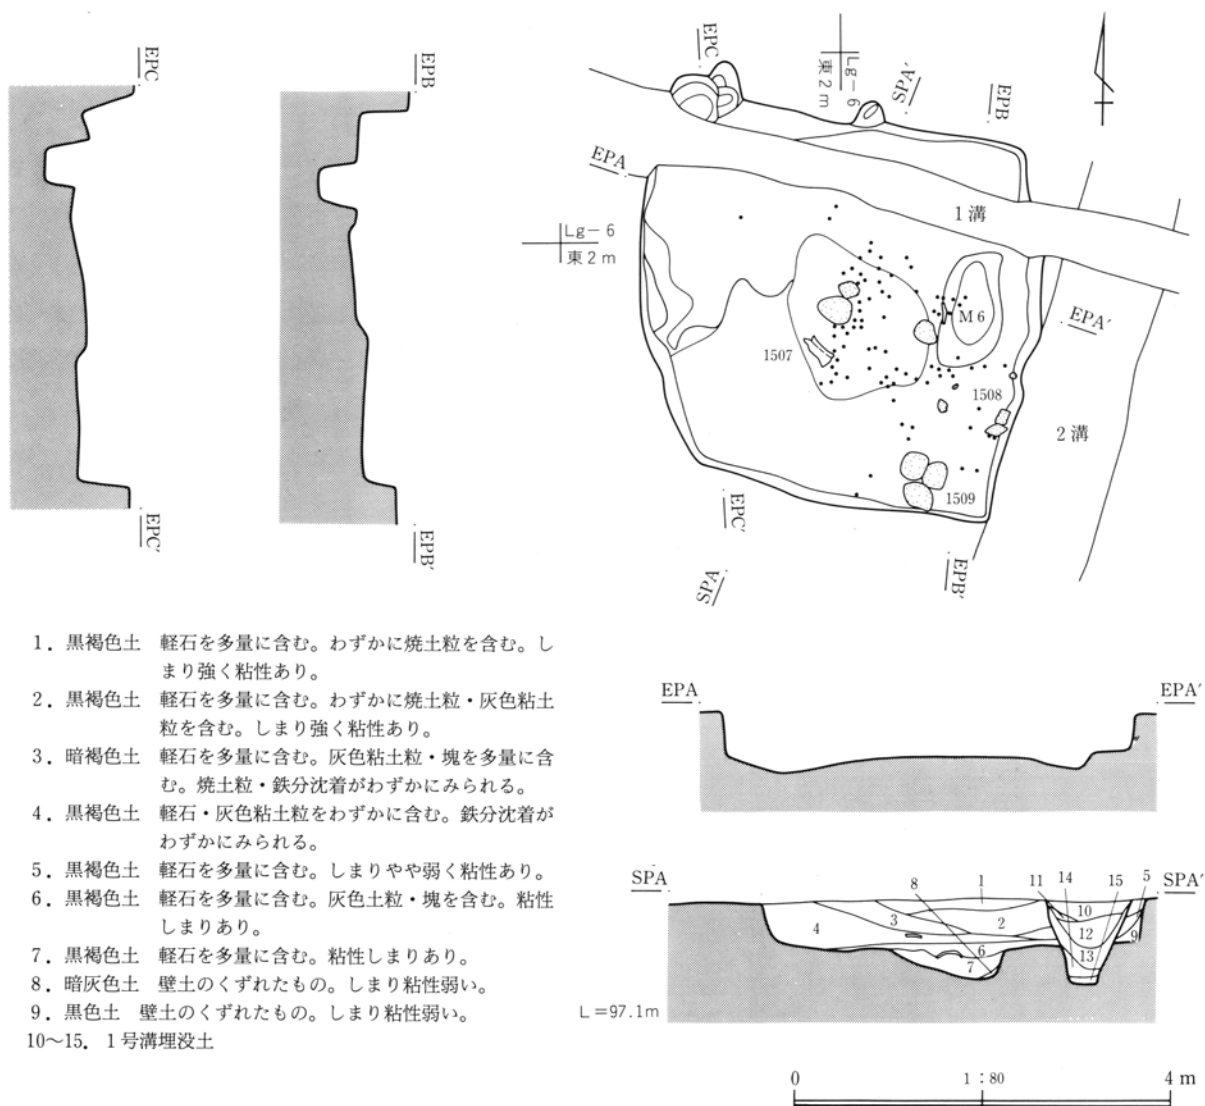 EPC
EPB
EPC′
EPB′
EPC
Lg－6
東2m
SPA′
EPB
EPA
Lg－6
東2m
1溝
M6
EPA′
1507
1508
2溝
1509
EPC′
SPA
EPB′
1．黒褐色土　軽石を多量に含む。わずかに焼土粒を含む。し
まり強く粘性あり。
2．黒褐色土　軽石を多量に含む。わずかに焼土粒・灰色粘土
粒を含む。しまり強く粘性あり。
3．暗褐色土　軽石を多量に含む。灰色粘土粒・塊を多量に含
む。焼土粒・鉄分沈着がわずかにみられる。
4．黒褐色土　軽石・灰色粘土粒をわずかに含む。鉄分沈着が
わずかにみられる。
5．黒褐色土　軽石を多量に含む。しまりやや弱く粘性あり。
6．黒褐色土　軽石を多量に含む。灰色土粒・塊を含む。粘性
しまりあり。
7．黒褐色土　軽石を多量に含む。粘性しまりあり。
8．暗灰色土　壁土のくずれたもの。しまり粘性弱い。
9．黒色土　壁土のくずれたもの。しまり粘性弱い。
10～15．1号溝埋没土
EPA
EPA′
SPA
8
1
11
14
15
5
SPA′
4
3
2
10
12
9
6
7
13
L＝97.1m
0
1：80
4 m